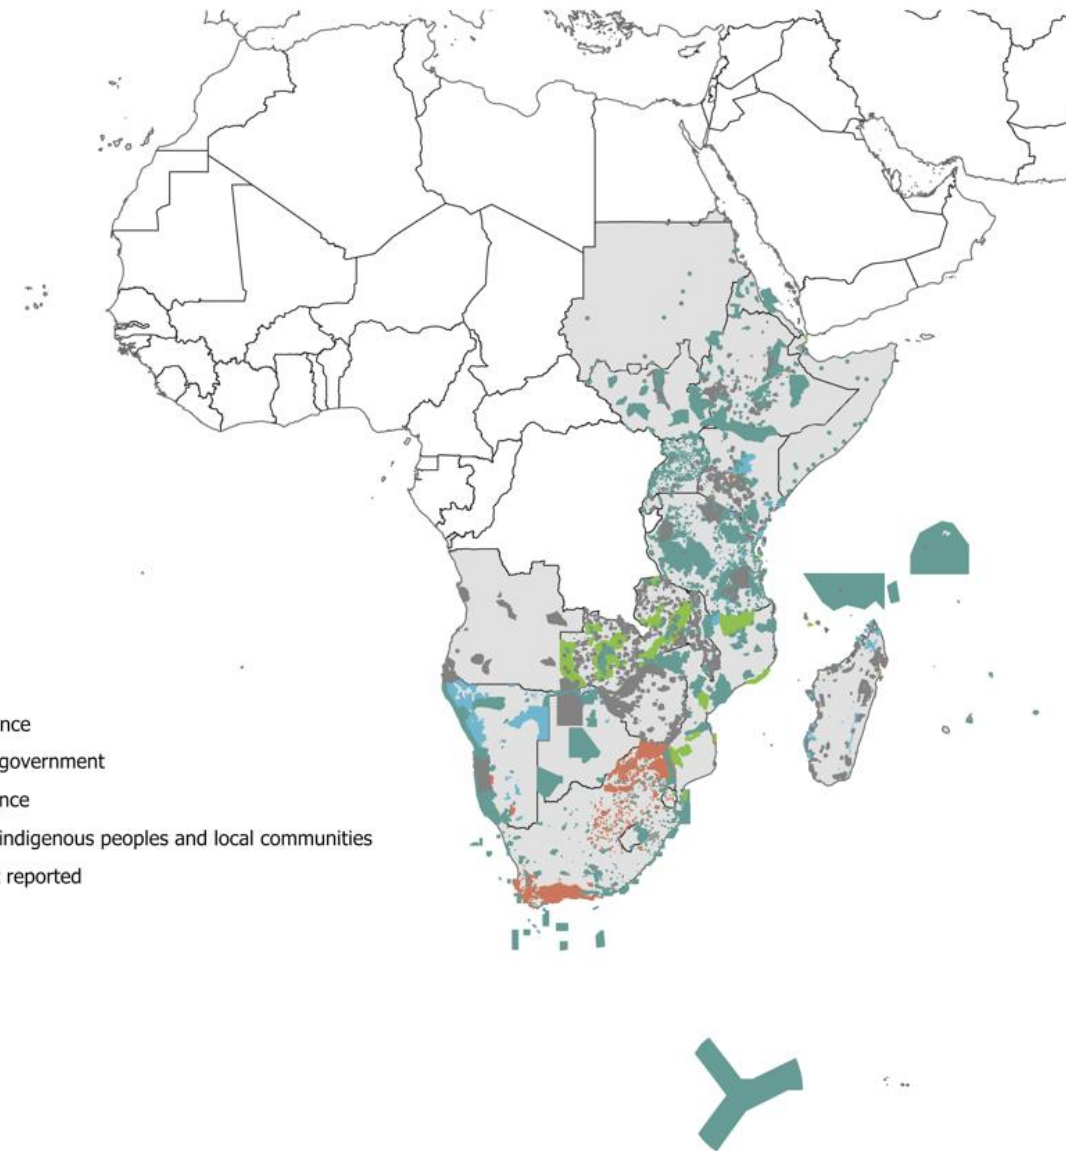 nce
government
nce
indigenous peoples and local communities
reported